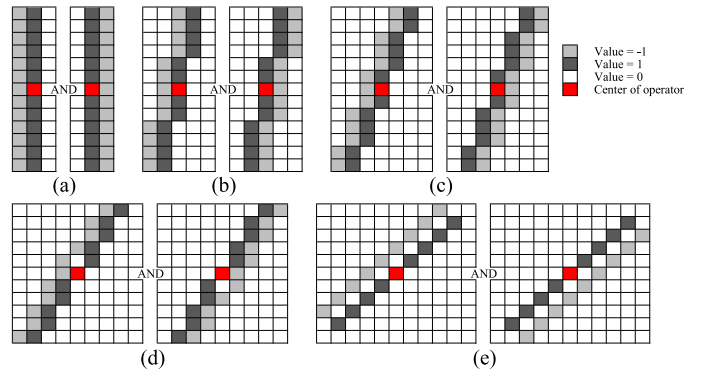 Value = -1
Value = 1
Value = 0
Center of operator
AND
AND
AND
(a)
(b)
(c)
AND
AND
(d)
(e)